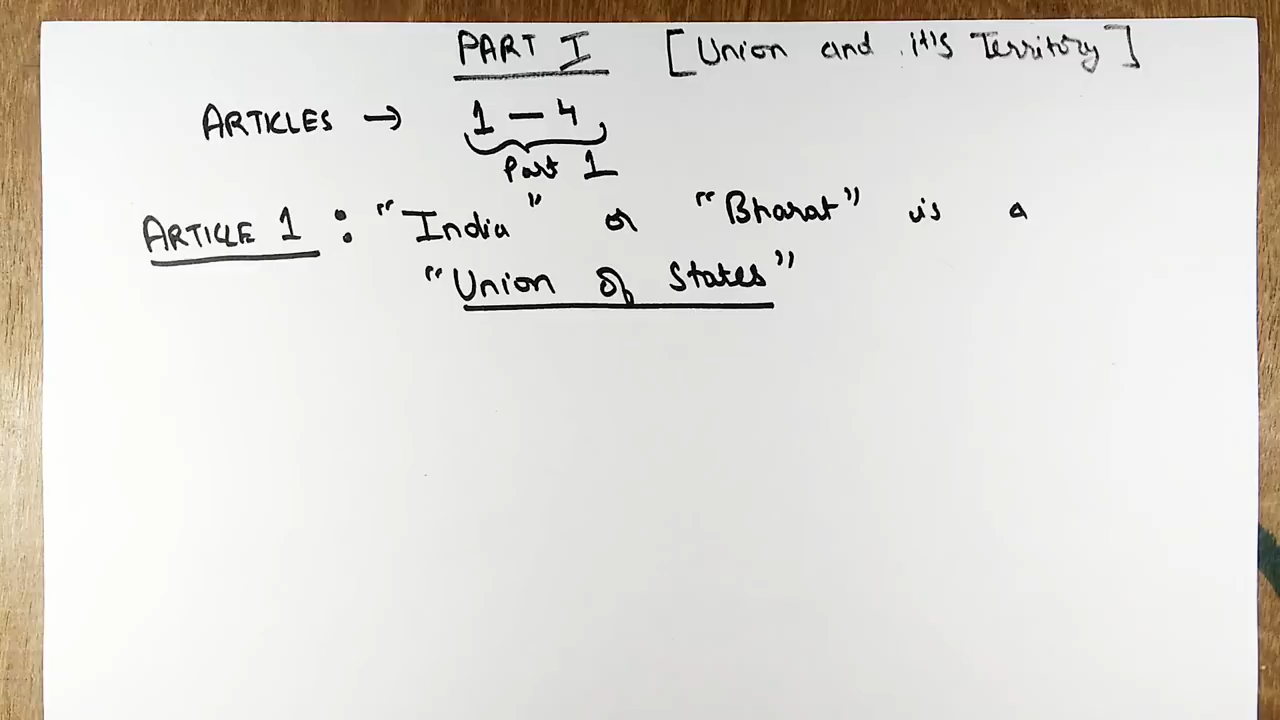 PART I [Union and it's Territory]
ARTICLES → 1 — 4
Part 1
ARTICLE 1 : "India" or "Bharat" is a
"Union of States"